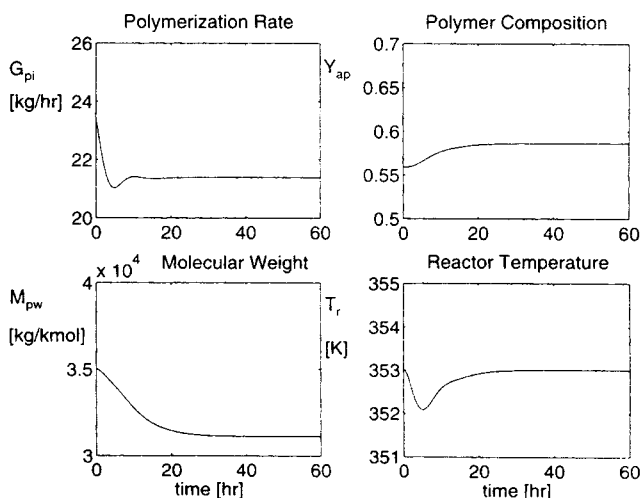 Polymerization Rate
Polymer Composition
26
24
22
20
G_pi
[kg/hr]
0 20 40 60
0.7
0.65
0.6
0.55
0.5
Y_ap
0 20 40 60
Molecular Weight
Reactor Temperature
x 10^4
4
3.5
3
M_pw
[kg/kmol]
0 20 40 60
time [hr]
355
354
353
352
351
T_r
[K]
0 20 40 60
time [hr]